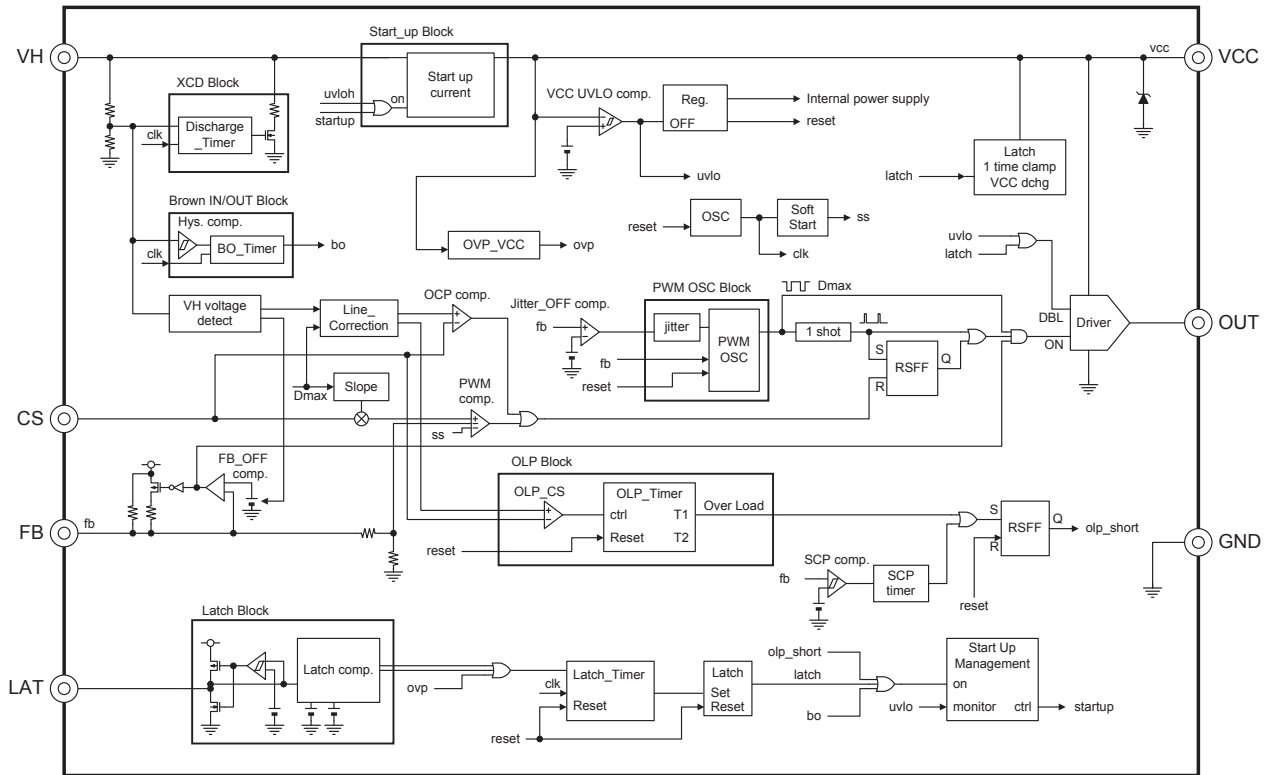 Start_up Block
VH
vcc
VCC
XCD Block
uvloh
on
startup
Start up
current
VCC UVLO comp.
Reg.
OFF
Internal power supply
reset
clk
Discharge
_Timer
Latch
1 time clamp
VCC dchg
latch
uvlo
Brown IN/OUT Block
Hys. comp.
clk
BO_Timer
bo
reset
OSC
Soft
Start
ss
clk
OVP_VCC
ovp
uvlo
latch
VH voltage
detect
Line_
Correction
OCP comp.
Jitter_OFF comp.
fb
PWM OSC Block
jitter
PWM
OSC
fb
reset
Dmax
1 shot
S
R
RSFF
Q
DBL
ON
Driver
OUT
Dmax
Slope
PWM
comp.
ss
CS
FB_OFF
comp.
FB
fb
OLP Block
OLP_CS
OLP_Timer
ctrl
T1
Reset
T2
reset
Over Load
S
R
RSFF
Q
olp_short
GND
SCP comp.
fb
SCP
timer
reset
Latch Block
LAT
Latch comp.
ovp
clk
Latch_Timer
Reset
reset
Latch
Set
Reset
olp_short
latch
bo
uvlo
Start Up
Management
on
monitor
ctrl
startup